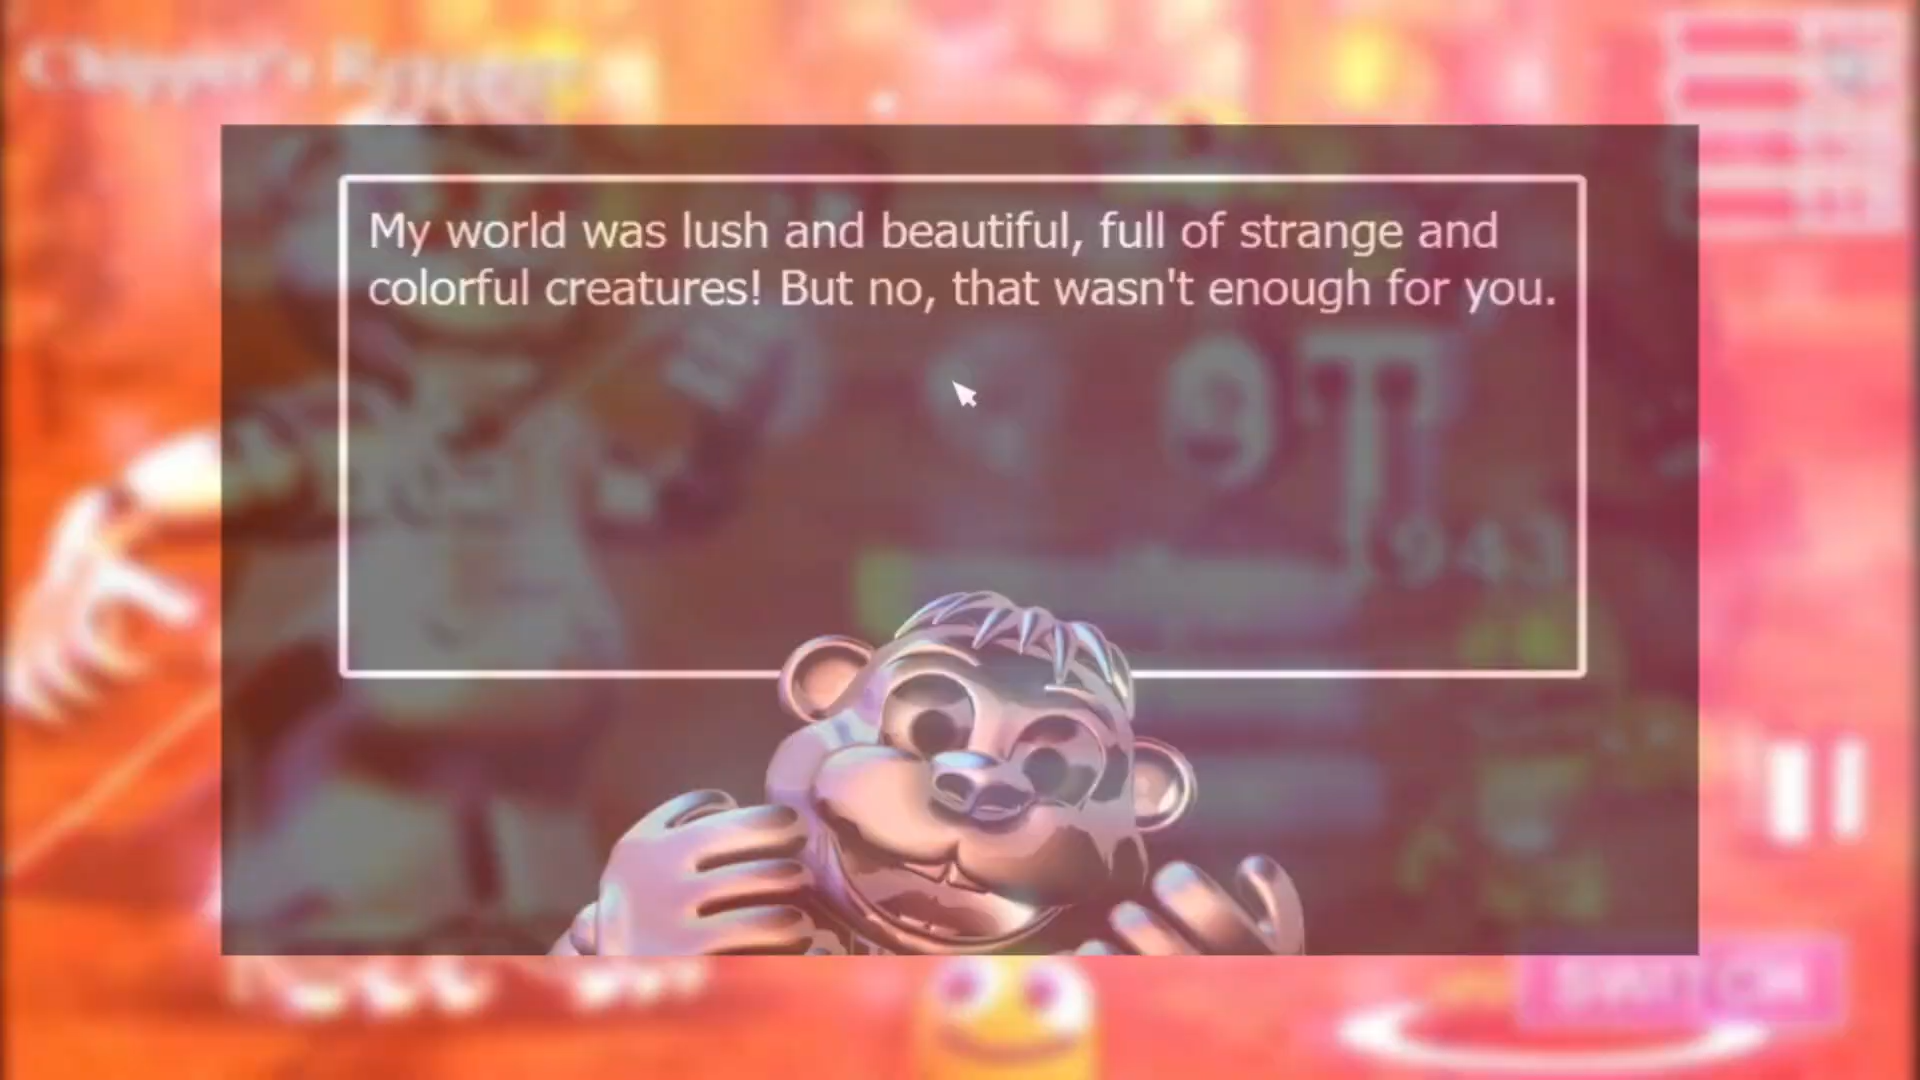 My world was lush and beautiful, full of strange and
colorful creatures! But no, that wasn't enough for you.
SWITCH